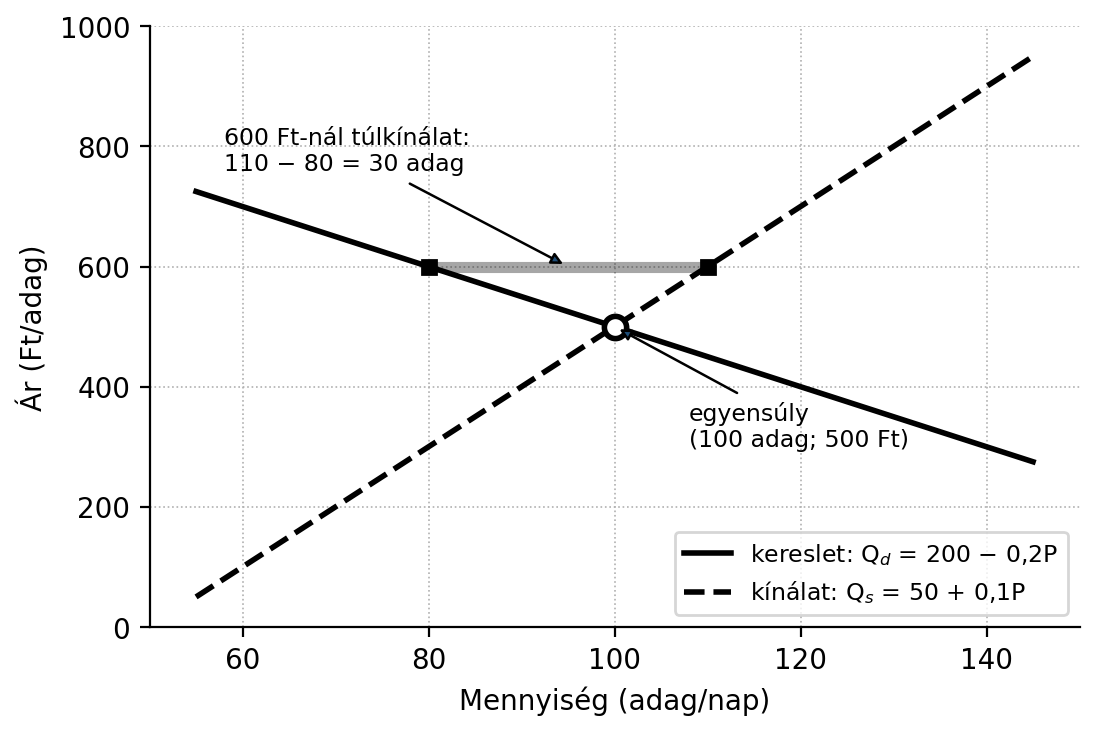 1000
800
600
400
200
0
Ár (Ft/adag)
600 Ft-nál túlkínálat:
110 − 80 = 30 adag
egyensúly
(100 adag; 500 Ft)
kereslet: Q_d = 200 − 0,2P
kínálat: Q_s = 50 + 0,1P
60 80 100 120 140
Mennyiség (adag/nap)